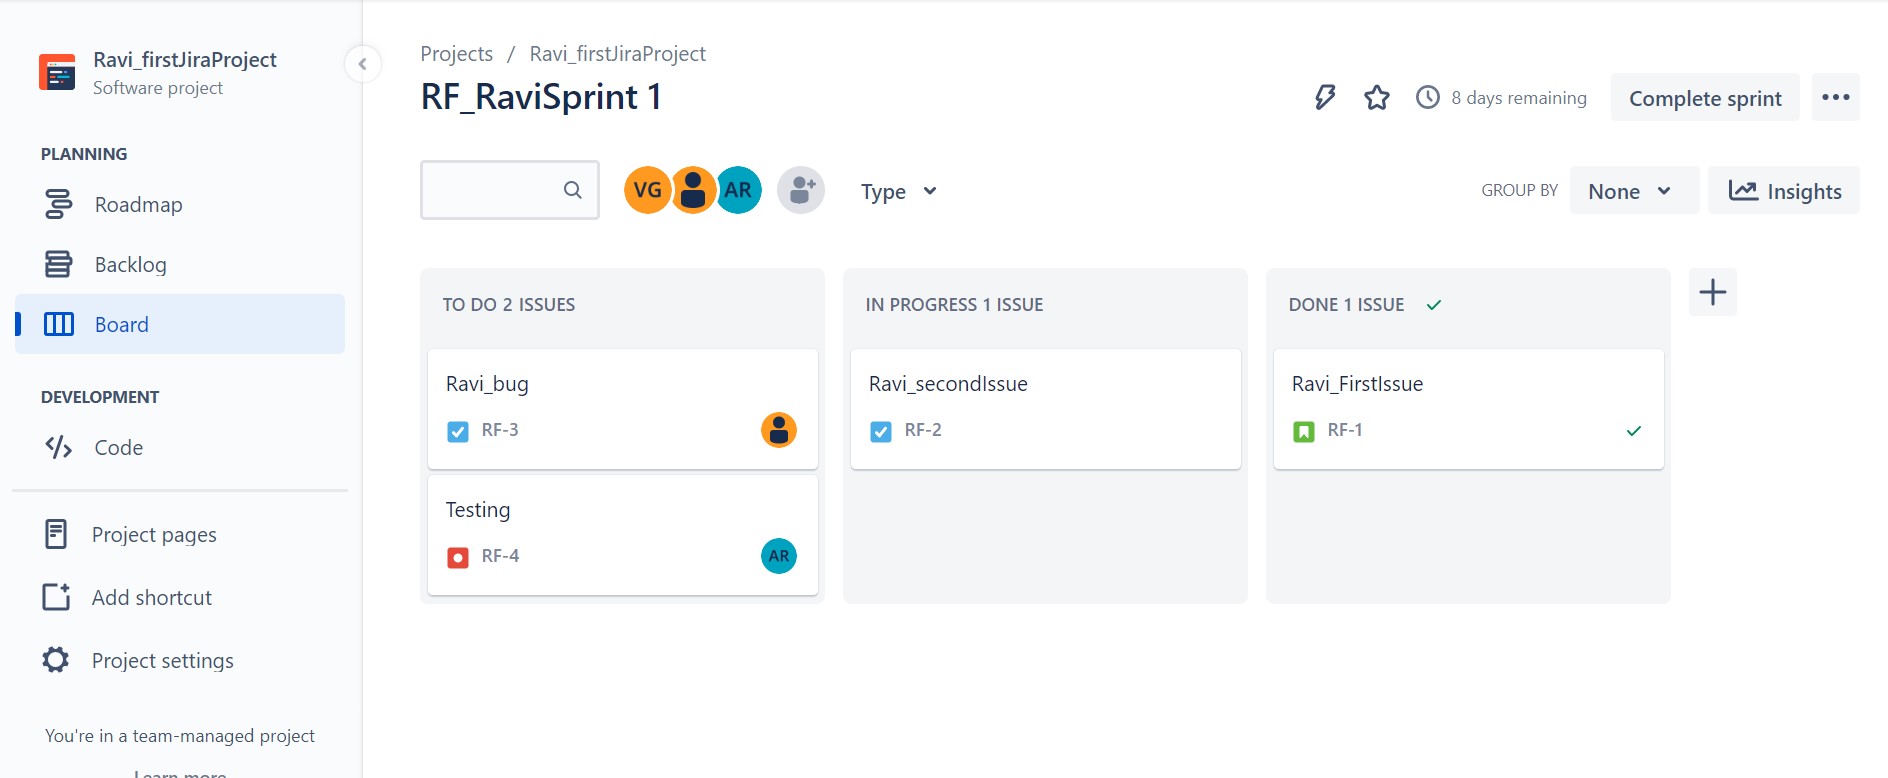 Ravi_firstJiraProject
Software project
PLANNING
Roadmap
Backlog
Board
DEVELOPMENT
Code
Project pages
Add shortcut
Project settings
You're in a team-managed project
Learn more
Projects / Ravi_firstJiraProject
RF_RaviSprint 1
8 days remaining
Complete sprint
VG
AR
Type
GROUP BY
None
Insights
TO DO 2 ISSUES
Ravi_bug
RF-3
Testing
RF-4
AR
IN PROGRESS 1 ISSUE
Ravi_secondIssue
RF-2
DONE 1 ISSUE
Ravi_FirstIssue
RF-1